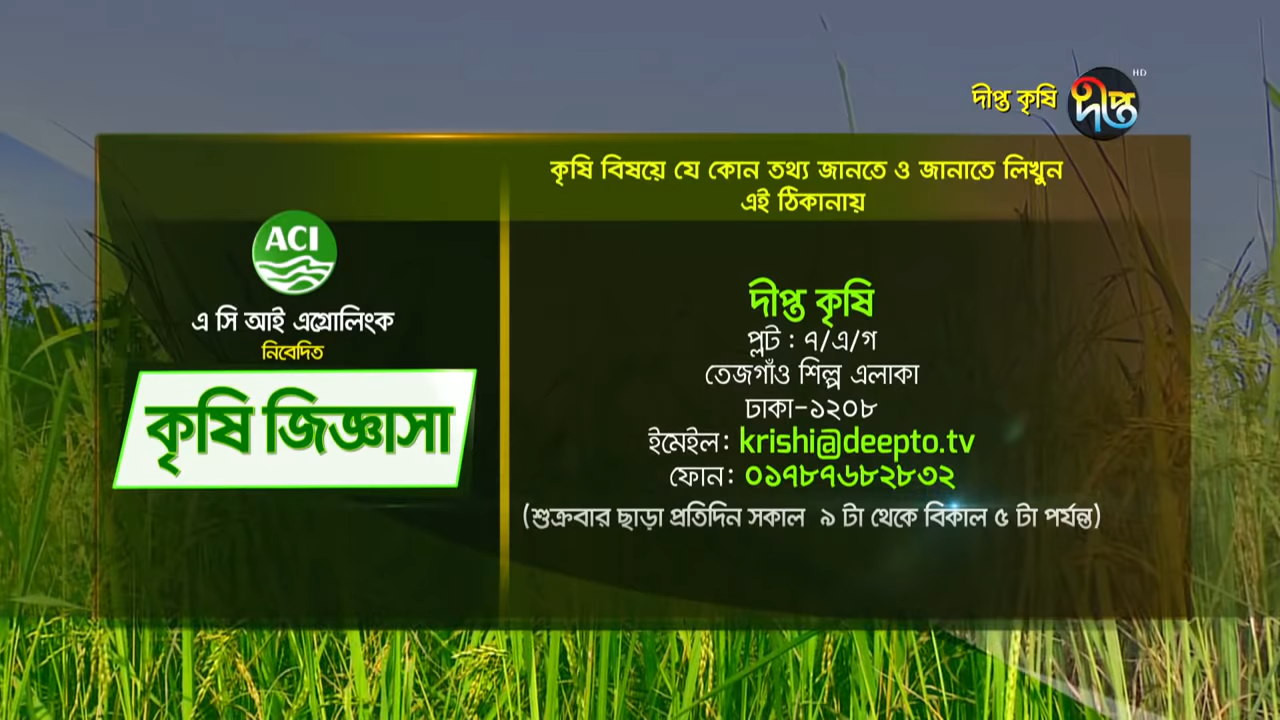 দীপ্ত কৃষি
দীপ্ত
HD
কৃষি বিষয়ে যে কোন তথ্য জানতে ও জানাতে লিখুন
এই ঠিকানায়
ACI
এ সি আই এগ্রোলিংক
নিবেদিত
কৃষি জিজ্ঞাসা
দীপ্ত কৃষি
প্লট : ৭/এ/গ
তেজগাঁও শিল্প এলাকা
ঢাকা-১২০৮
ইমেইল: krishi@deepto.tv
ফোন: ০১৭৮৭৬৮২৮৩২
(শুক্রবার ছাড়া প্রতিদিন সকাল ৯ টা থেকে বিকাল ৫ টা পর্যন্ত)